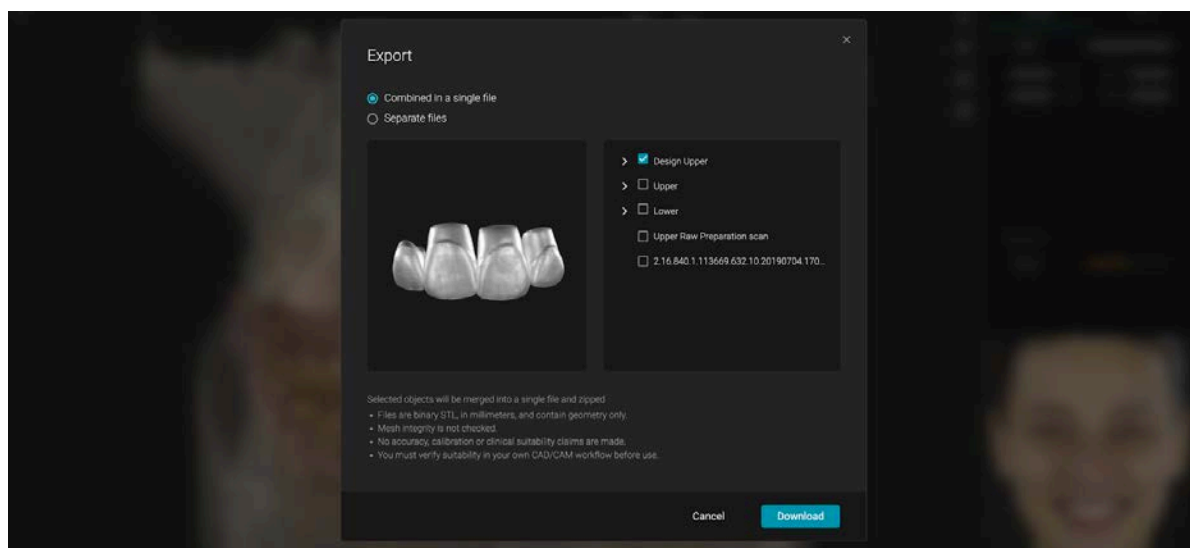 Export
Combined in a single file
Separate files
Design Upper
Upper
Lower
Upper Raw Preparation scan
2.16.840.1.113669.632.10.20190704.170...
Selected objects will be merged into a single file and zipped
• Files are binary STL, in millimeters, and contain geometry only.
• Mesh integrity is not checked.
• No accuracy, calibration or clinical suitability claims are made.
• You must verify suitability in your own CAD/CAM workflow before use.
Cancel
Download